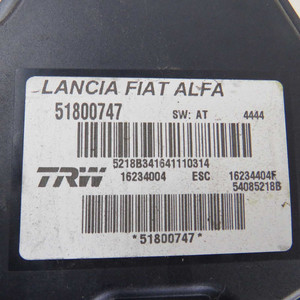 LANCIA FIAT ALFA
51800747 SW: AT 4444
5218B341641110314
TRW 16234004 ESC 16234404F
54085218B
*51800747*